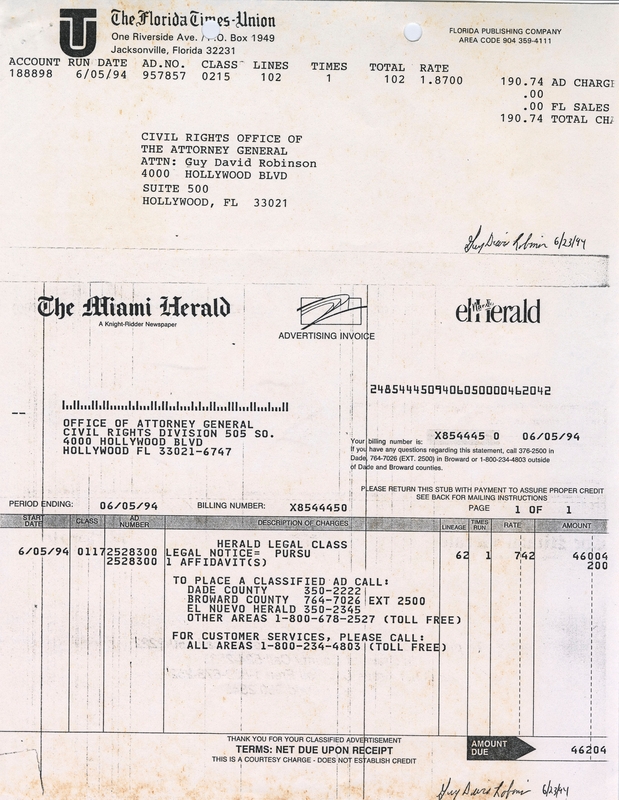 The Florida Times-Union
One Riverside Ave. / P.O. Box 1949
Jacksonville, Florida 32231
FLORIDA PUBLISHING COMPANY
AREA CODE 904 359-4111
ACCOUNT RUN DATE AD.NO. CLASS LINES TIMES TOTAL RATE
188898 6/05/94 957857 0215 102 1 102 1.8700 190.74 AD CHARGE
.00
.00 FL SALES
190.74 TOTAL CHA
CIVIL RIGHTS OFFICE OF
THE ATTORNEY GENERAL
ATTN: Guy David Robinson
4000 HOLLYWOOD BLVD
SUITE 500
HOLLYWOOD, FL 33021
6/23/94
The Miami Herald
A Knight-Ridder Newspaper
ADVERTISING INVOICE
el Nuevo Herald
2485444509406050000462042
OFFICE OF ATTORNEY GENERAL
CIVIL RIGHTS DIVISION 505 SO.
4000 HOLLYWOOD BLVD
HOLLYWOOD FL 33021-6747
Your billing number is: X854445 0 06/05/94
If you have any questions regarding this statement, call 376-2500 in
Dade, 764-7026 (EXT. 2500) in Broward or 1-800-234-4803 outside
of Dade and Broward counties.
PLEASE RETURN THIS STUB WITH PAYMENT TO ASSURE PROPER CREDIT
SEE BACK FOR MAILING INSTRUCTIONS
PERIOD ENDING: 06/05/94 BILLING NUMBER: X8544450 PAGE 1 OF 1
START DATE CLASS AD NUMBER DESCRIPTION OF CHARGES LINEAGE TIMES RUN RATE AMOUNT
HERALD LEGAL CLASS
6/05/94 0117 2528300 LEGAL NOTICE= PURSU 62 1 742 46004
2528300 1 AFFIDAVIT(S) 200
TO PLACE A CLASSIFIED AD CALL:
DADE COUNTY 350-2222
BROWARD COUNTY 764-7026 EXT 2500
EL NUEVO HERALD 350-2345
OTHER AREAS 1-800-678-2527 (TOLL FREE)
FOR CUSTOMER SERVICES, PLEASE CALL:
ALL AREAS 1-800-234-4803 (TOLL FREE)
THANK YOU FOR YOUR CLASSIFIED ADVERTISEMENT
TERMS: NET DUE UPON RECEIPT
THIS IS A COURTESY CHARGE - DOES NOT ESTABLISH CREDIT
AMOUNT DUE 46204
6/23/94